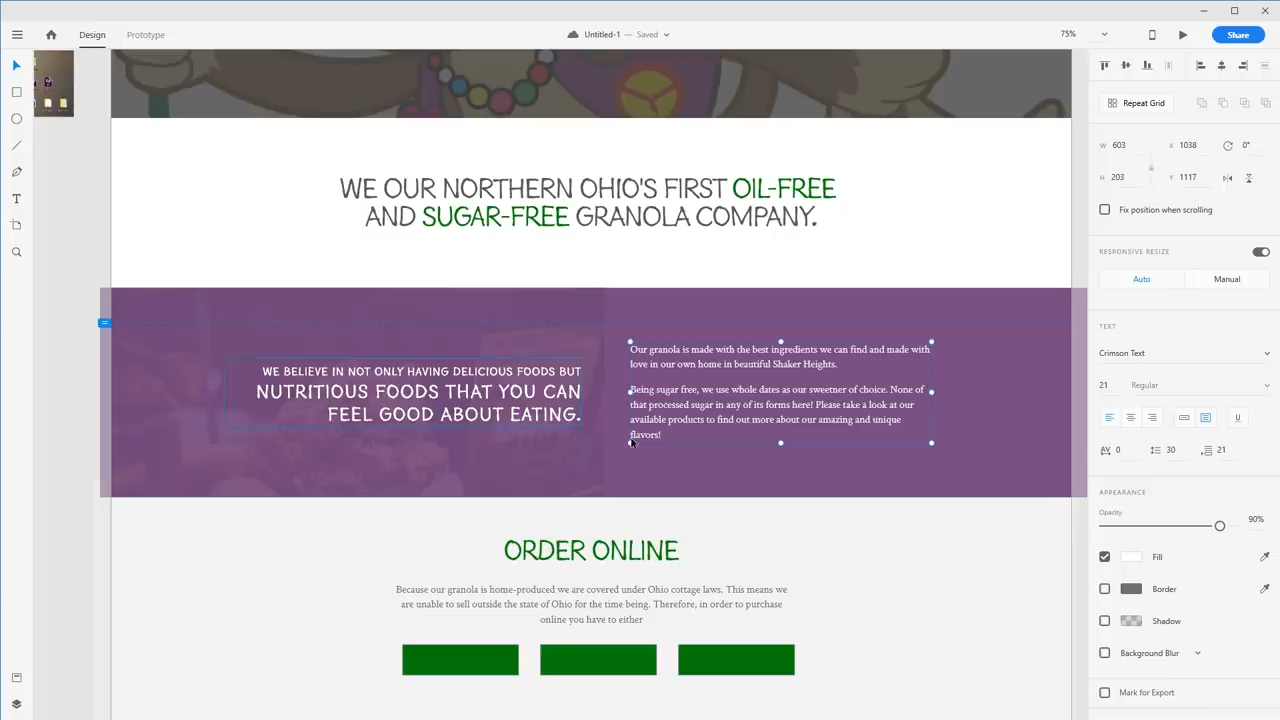 Design
Prototype
Untitled-1 — Saved
75%
Share
Repeat Grid
W 603
X 1038
0°
H 203
Y 1117
Fix position when scrolling
RESPONSIVE RESIZE
Auto
Manual
TEXT
Crimson Text
21
Regular
0
30
21
APPEARANCE
Opacity
90%
Fill
Border
Shadow
Background Blur
Mark for Export
WE OUR NORTHERN OHIO'S FIRST OIL-FREE
AND SUGAR-FREE GRANOLA COMPANY.
WE BELIEVE IN NOT ONLY HAVING DELICIOUS FOODS BUT
NUTRITIOUS FOODS THAT YOU CAN
FEEL GOOD ABOUT EATING.
Our granola is made with the best ingredients we can find and made with
love in our own home in beautiful Shaker Heights.
Being sugar free, we use whole dates as our sweetner of choice. None of
that processed sugar in any of its forms here! Please take a look at our
available products to find out more about our amazing and unique
flavors!
ORDER ONLINE
Because our granola is home-produced we are covered under Ohio cottage laws. This means we
are unable to sell outside the state of Ohio for the time being. Therefore, in order to purchase
online you have to either